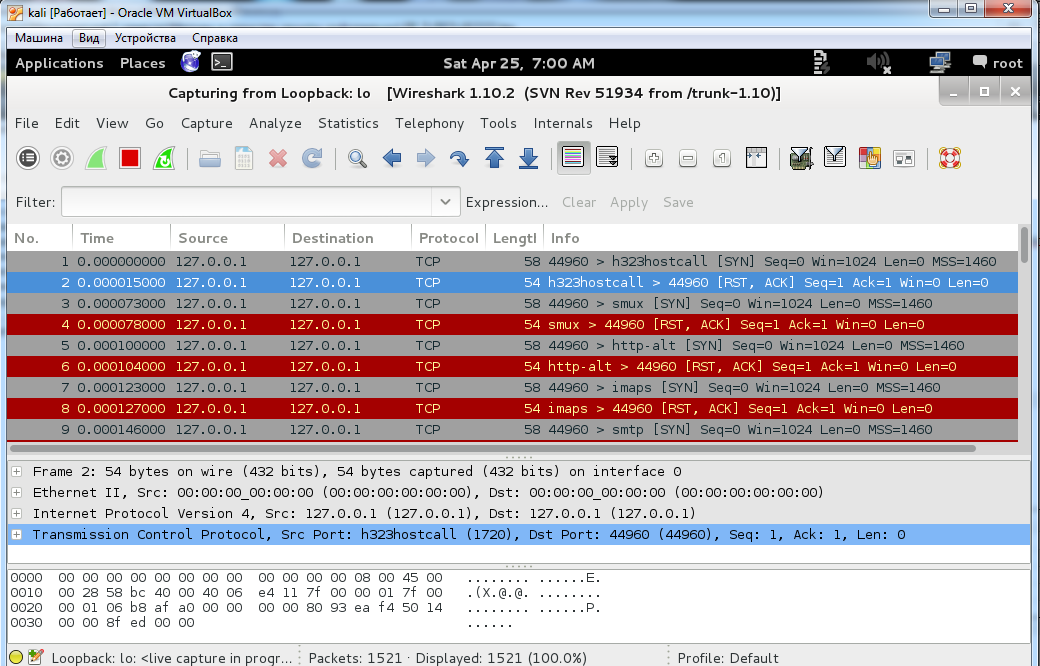 kali [Работает] - Oracle VM VirtualBox
Машина Вид Устройства Справка
Applications Places Sat Apr 25, 7:00 AM root
Capturing from Loopback: lo [Wireshark 1.10.2 (SVN Rev 51934 from /trunk-1.10)]
File Edit View Go Capture Analyze Statistics Telephony Tools Internals Help
Filter: Expression... Clear Apply Save
No. Time Source Destination Protocol Lengtl Info
1 0.000000000 127.0.0.1 127.0.0.1 TCP 58 44960 > h323hostcall [SYN] Seq=0 Win=1024 Len=0 MSS=1460
2 0.000015000 127.0.0.1 127.0.0.1 TCP 54 h323hostcall > 44960 [RST, ACK] Seq=1 Ack=1 Win=0 Len=0
3 0.000073000 127.0.0.1 127.0.0.1 TCP 58 44960 > smux [SYN] Seq=0 Win=1024 Len=0 MSS=1460
4 0.000078000 127.0.0.1 127.0.0.1 TCP 54 smux > 44960 [RST, ACK] Seq=1 Ack=1 Win=0 Len=0
5 0.000100000 127.0.0.1 127.0.0.1 TCP 58 44960 > http-alt [SYN] Seq=0 Win=1024 Len=0 MSS=1460
6 0.000104000 127.0.0.1 127.0.0.1 TCP 54 http-alt > 44960 [RST, ACK] Seq=1 Ack=1 Win=0 Len=0
7 0.000123000 127.0.0.1 127.0.0.1 TCP 58 44960 > imaps [SYN] Seq=0 Win=1024 Len=0 MSS=1460
8 0.000127000 127.0.0.1 127.0.0.1 TCP 54 imaps > 44960 [RST, ACK] Seq=1 Ack=1 Win=0 Len=0
9 0.000146000 127.0.0.1 127.0.0.1 TCP 58 44960 > smtp [SYN] Seq=0 Win=1024 Len=0 MSS=1460
Frame 2: 54 bytes on wire (432 bits), 54 bytes captured (432 bits) on interface 0
Ethernet II, Src: 00:00:00_00:00:00 (00:00:00:00:00:00), Dst: 00:00:00_00:00:00 (00:00:00:00:00:00)
Internet Protocol Version 4, Src: 127.0.0.1 (127.0.0.1), Dst: 127.0.0.1 (127.0.0.1)
Transmission Control Protocol, Src Port: h323hostcall (1720), Dst Port: 44960 (44960), Seq: 1, Ack: 1, Len: 0
0000 00 00 00 00 00 00 00 00 00 00 00 00 08 00 45 00 ........ ......E.
0010 00 28 58 bc 40 00 40 06 e4 11 7f 00 00 01 7f 00 .(X.@.@. ........
0020 00 01 06 b8 af a0 00 00 00 00 80 93 ea f4 50 14 ........ ......P.
0030 00 00 8f ed 00 00 ......
Loopback: lo: <live capture in progr... Packets: 1521 · Displayed: 1521 (100.0%) Profile: Default